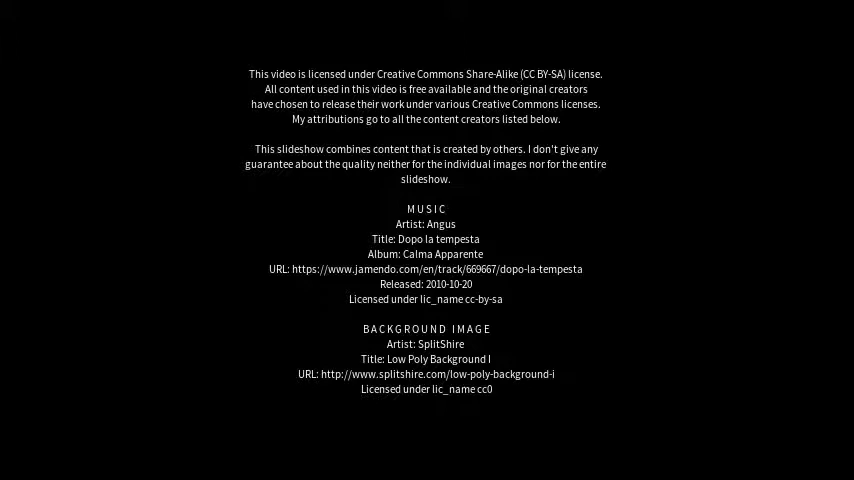 This video is licensed under Creative Commons Share-Alike (CC BY-SA) license.
All content used in this video is free available and the original creators
have chosen to release their work under various Creative Commons licenses.
My attributions go to all the content creators listed below.
This slideshow combines content that is created by others. I don't give any
guarantee about the quality neither for the individual images nor for the entire
slideshow.
MUSIC
Artist: Angus
Title: Dopo la tempesta
Album: Calma Apparente
URL: https://www.jamendo.com/en/track/669667/dopo-la-tempesta
Released: 2010-10-20
Licensed under lic_name cc-by-sa
BACKGROUND IMAGE
Artist: SplitShire
Title: Low Poly Background I
URL: http://www.splitshire.com/low-poly-background-i
Licensed under lic_name cc0